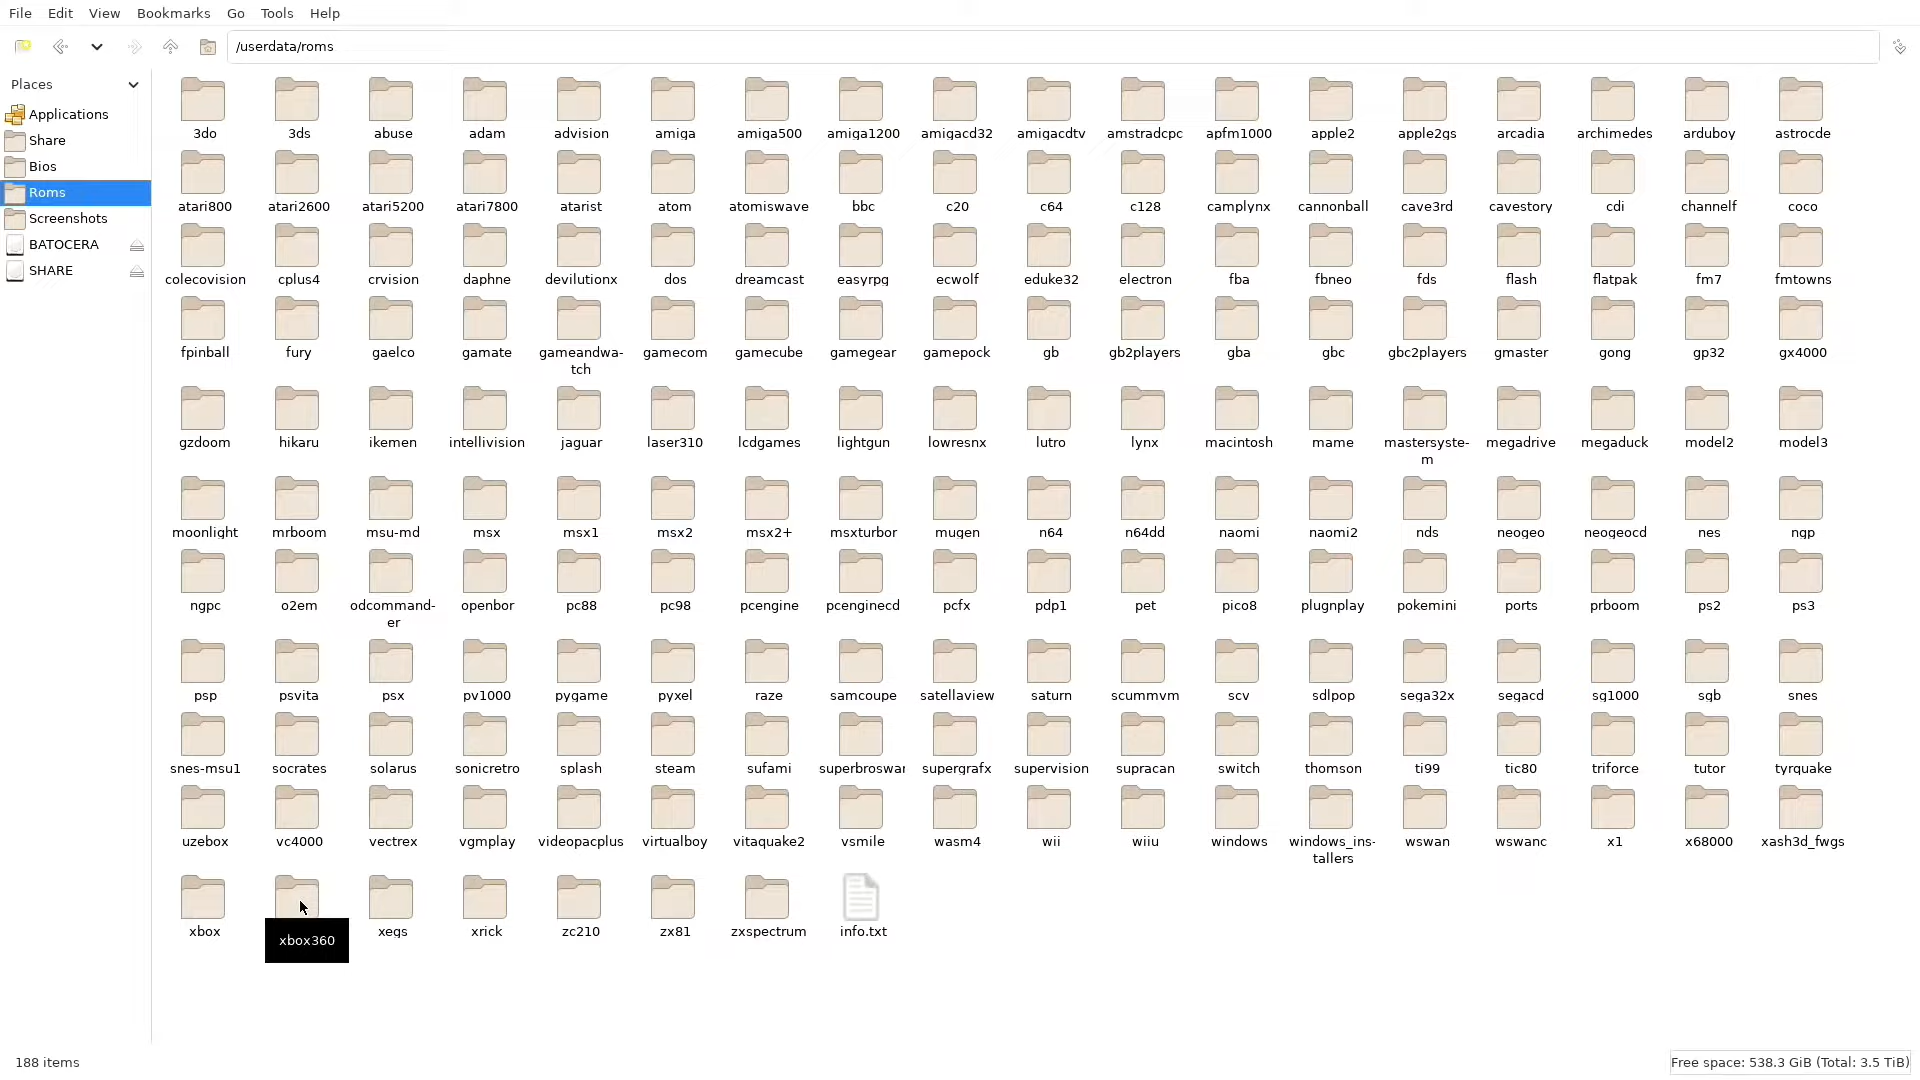 File Edit View Bookmarks Go Tools Help
/userdata/roms
Places
Applications
Share
Bios
Roms
Screenshots
BATOCERA
SHARE
3do 3ds abuse adam advision amiga amiga500 amiga1200 amigacd32 amigacdtv amstradcpc apfm1000 apple2 apple2gs arcadia archimedes arduboy astrocde
atari800 atari2600 atari5200 atari7800 atarist atom atomiswave bbc c20 c64 c128 camplynx cannonball cave3rd cavestory cdi channelf coco
colecovision cplus4 crvision daphne devilutionx dos dreamcast easyrpg ecwolf eduke32 electron fba fbneo fds flash flatpak fm7 fmtowns
fpinball fury gaelco gamate gameandwa- gamecom gamecube gamegear gamepock gb gb2players gba gbc gbc2players gmaster gong gp32 gx4000
tch
gzdoom hikaru ikemen intellivision jaguar laser310 lcdgames lightgun lowresnx lutro lynx macintosh mame mastersyste- megadrive megaduck model2 model3
m
moonlight mrboom msu-md msx msx1 msx2 msx2+ msxturbor mugen n64 n64dd naomi naomi2 nds neogeo neogeocd nes ngp
ngpc o2em odcommand- openbor pc88 pc98 pcengine pcenginecd pcfx pdp1 pet pico8 plugnplay pokemini ports prboom ps2 ps3
er
psp psvita psx pv1000 pygame pyxel raze samcoupe satellaview saturn scummvm scv sdlpop sega32x segacd sg1000 sgb snes
snes-msu1 socrates solarus sonicretro splash steam sufami superbroswar supergrafx supervision supracan switch thomson ti99 tic80 triforce tutor tyrquake
uzebox vc4000 vectrex vgmplay videopacplus virtualboy vitaquake2 vsmile wasm4 wii wiiu windows windows_ins- wswan wswanc x1 x68000 xash3d_fwgs
tallers
xbox xbox360 xegs xrick zc210 zx81 zxspectrum info.txt
188 items
Free space: 538.3 GiB (Total: 3.5 TiB)